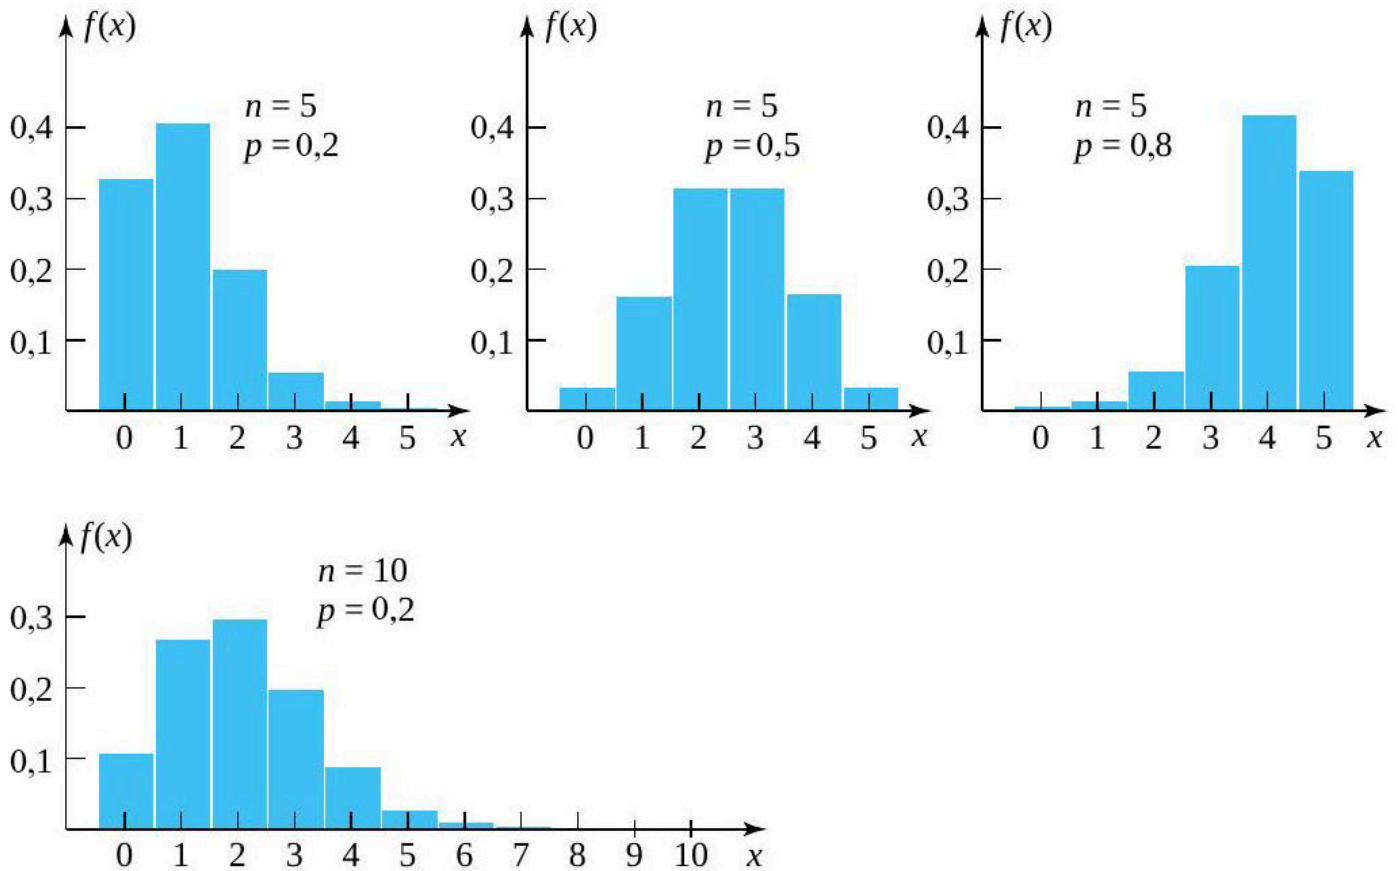 f(x)
n = 5
p = 0,2
0,4
0,3
0,2
0,1
0 1 2 3 4 5 x
f(x)
n = 5
p = 0,5
0,4
0,3
0,2
0,1
0 1 2 3 4 5 x
f(x)
n = 5
p = 0,8
0,4
0,3
0,2
0,1
0 1 2 3 4 5 x
f(x)
n = 10
p = 0,2
0,3
0,2
0,1
0 1 2 3 4 5 6 7 8 9 10 x